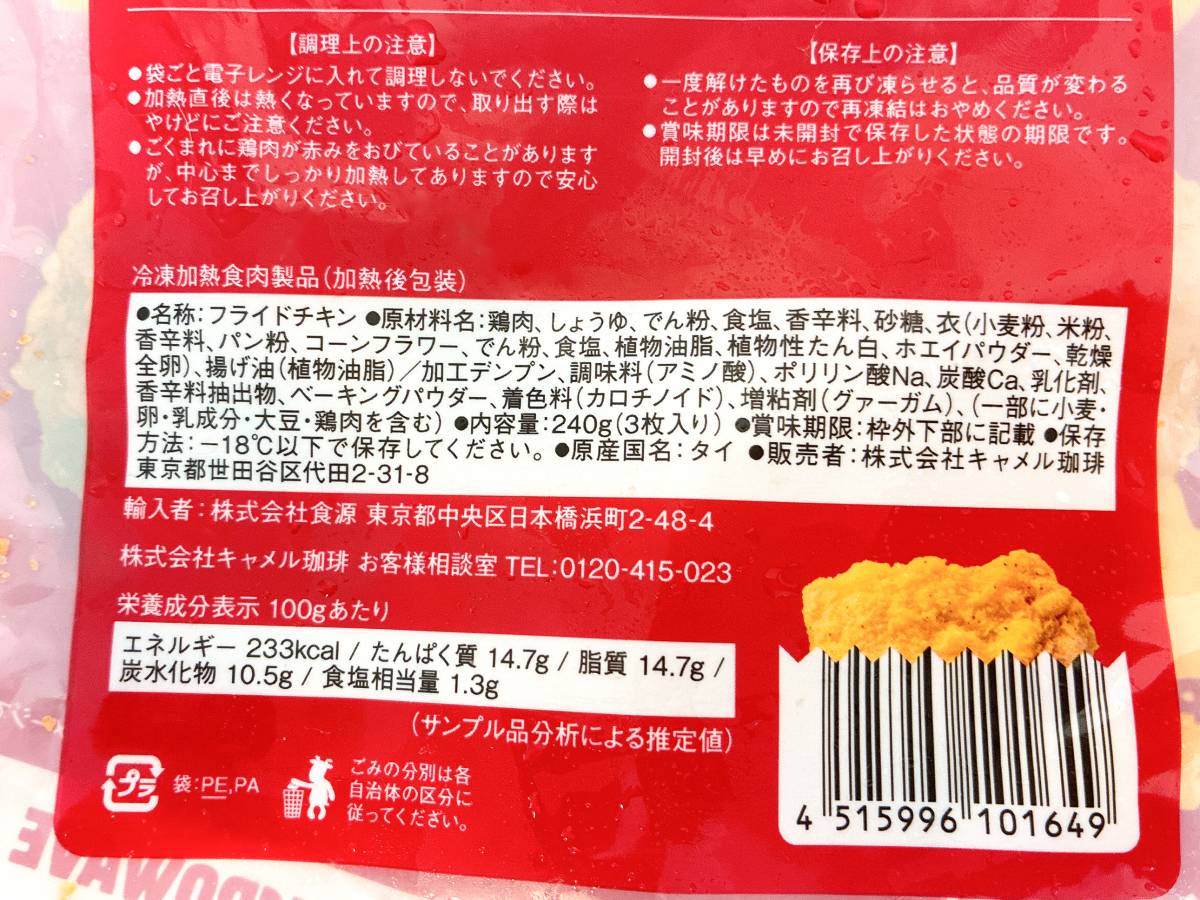 【調理上の注意】
●袋ごと電子レンジに入れて調理しないでください。
●加熱直後は熱くなっていますので、取り出す際は
やけどにご注意ください。
●ごくまれに鶏肉が赤みをおびていることがあります
が、中心までしっかり加熱してありますので安心
してお召し上がりください。
【保存上の注意】
●一度解けたものを再び凍らせると、品質が変わる
ことがありますので再凍結はおやめください。
●賞味期限は未開封で保存した状態の期限です。
開封後は早めにお召し上がりください。
冷凍加熱食肉製品(加熱後包装)
●名称:フライドチキン ●原材料名:鶏肉、しょうゆ、でん粉、食塩、香辛料、砂糖、衣(小麦粉、米粉、
香辛料、パン粉、コーンフラワー、でん粉、食塩、植物油脂、植物性たん白、ホエイパウダー、乾燥
全卵)、揚げ油(植物油脂)/加工デンプン、調味料(アミノ酸)、ポリリン酸Na、炭酸Ca、乳化剤、
香辛料抽出物、ベーキングパウダー、着色料(カロチノイド)、増粘剤(グァーガム)、(一部に小麦・
卵・乳成分・大豆・鶏肉を含む) ●内容量:240g(3枚入り) ●賞味期限:枠外下部に記載 ●保存
方法:−18℃以下で保存してください。 ●原産国名:タイ ●販売者:株式会社キャメル珈琲
東京都世田谷区代田2-31-8
輸入者:株式会社食源 東京都中央区日本橋浜町2-48-4
株式会社キャメル珈琲 お客様相談室 TEL:0120-415-023
栄養成分表示 100gあたり
エネルギー 233kcal / たんぱく質 14.7g / 脂質 14.7g /
炭水化物 10.5g / 食塩相当量 1.3g
(サンプル品分析による推定値)
プラ
袋:PE,PA
ごみの分別は各
自治体の区分に
従ってください。
4 515996 101649